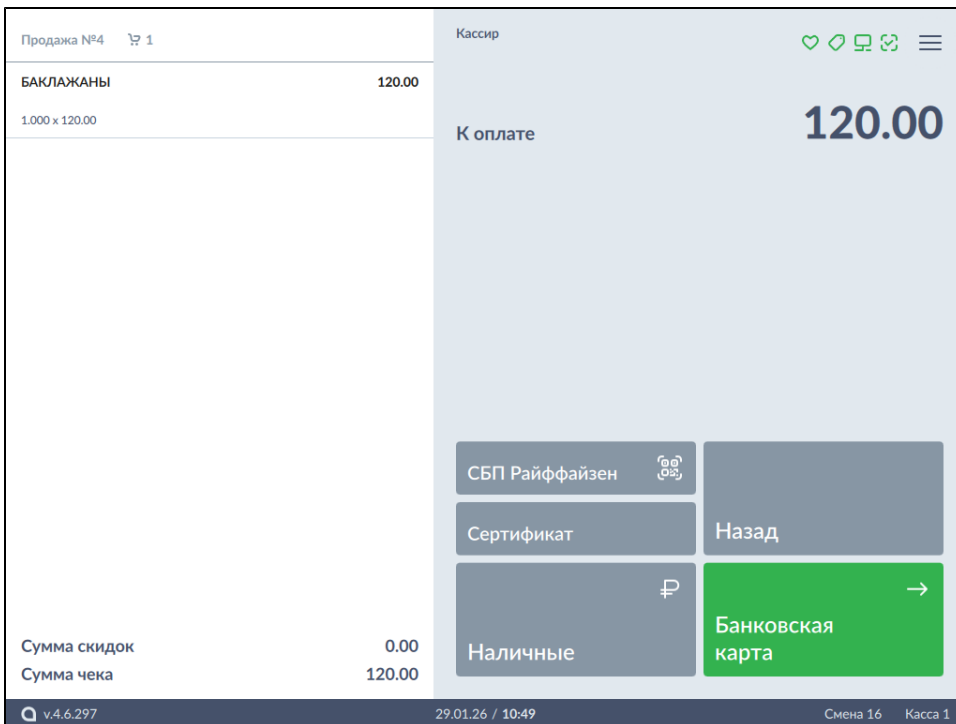 Продажа №4 1
БАКЛАЖАНЫ 120.00
1.000 x 120.00
Сумма скидок 0.00
Сумма чека 120.00
Кассир
К оплате 120.00
СБП Райффайзен
Сертификат
Назад
Наличные
Банковская
карта
v.4.6.297 29.01.26 / 10:49 Смена 16 Касса 1